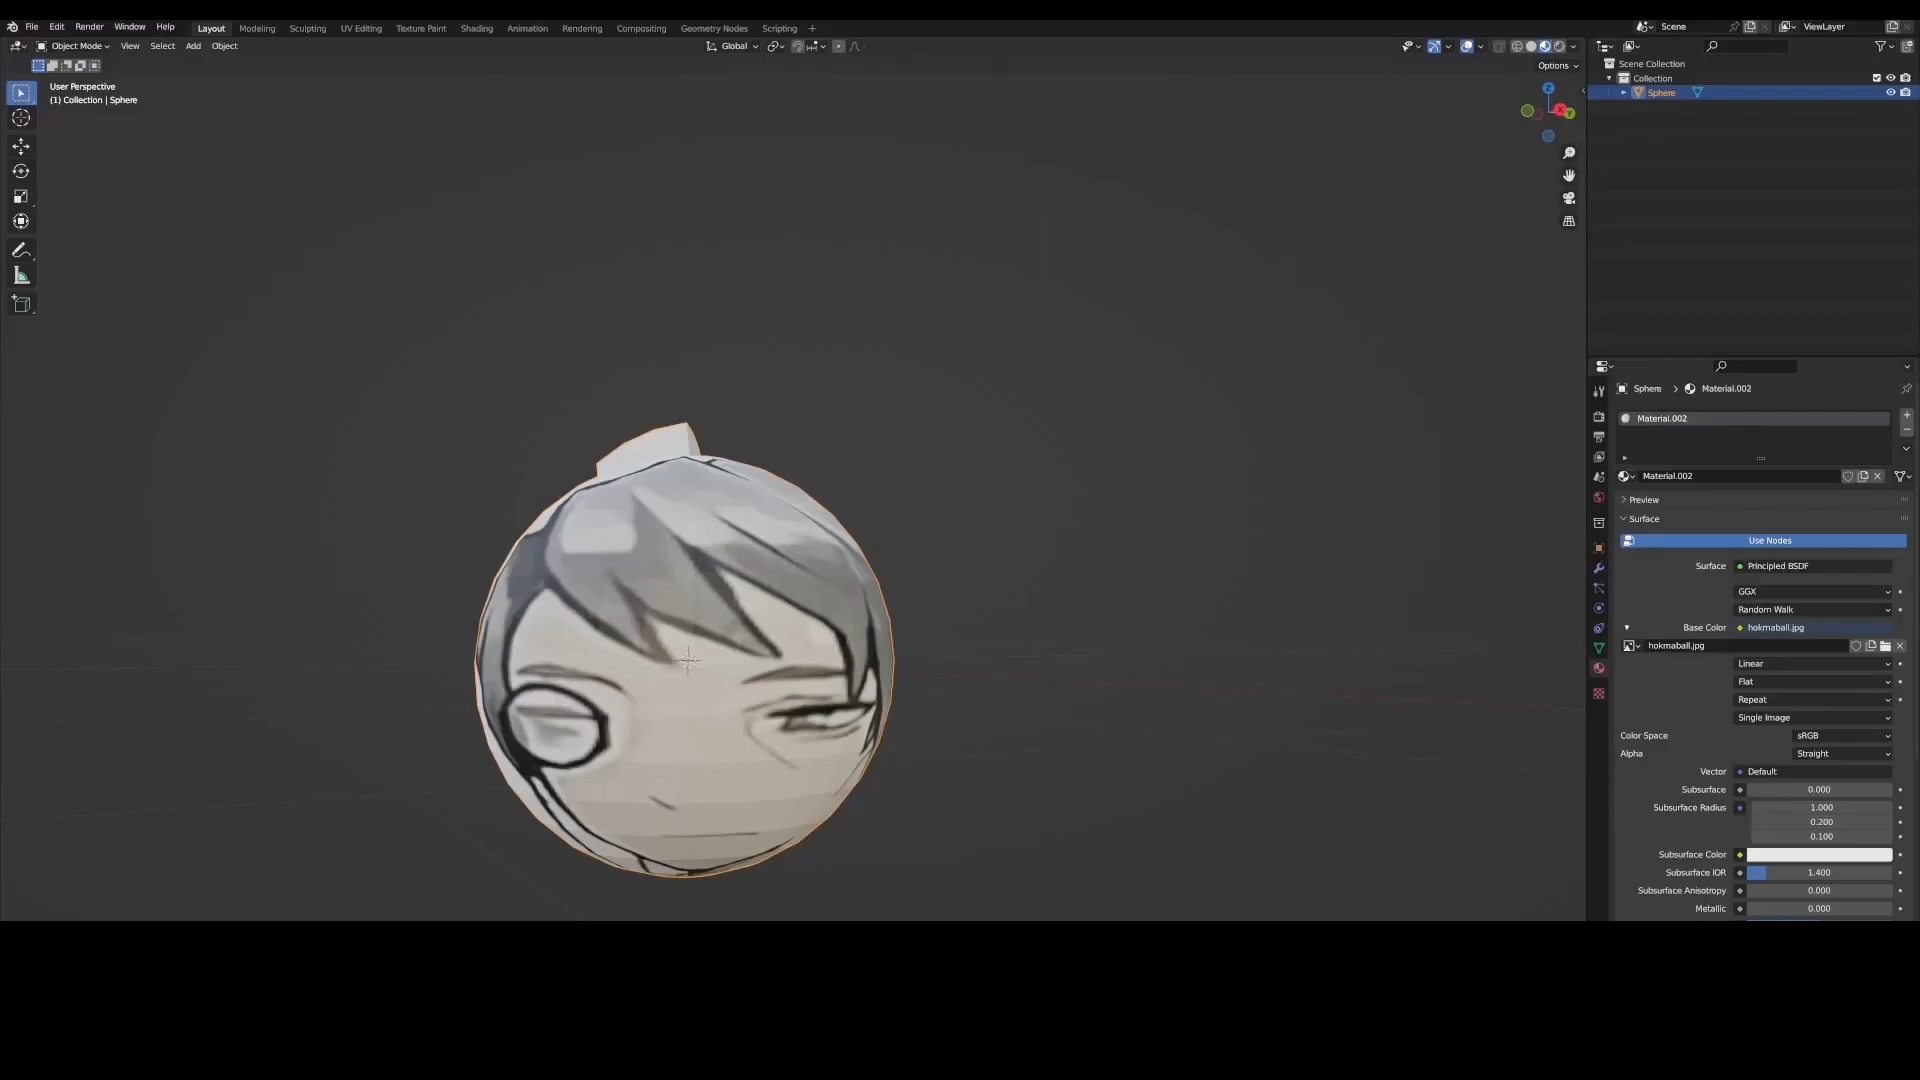 File Edit Render Window Help Layout Modeling Sculpting UV Editing Texture Paint Shading Animation Rendering Compositing Geometry Nodes Scripting + Scene ViewLayer
Object Mode View Select Add Object Global
Options
User Perspective
(1) Collection | Sphere
Z
X
Y
Scene Collection
Collection
Sphere
Sphere > Material.002
Material.002
Material.002
Preview
Surface
Use Nodes
Surface Principled BSDF
GGX
Random Walk
Base Color hokmaball.jpg
hokmaball.jpg
Linear
Flat
Repeat
Single Image
Color Space sRGB
Alpha Straight
Vector Default
Subsurface 0.000
Subsurface Radius 1.000
0.200
0.100
Subsurface Color
Subsurface IOR 1.400
Subsurface Anisotropy 0.000
Metallic 0.000